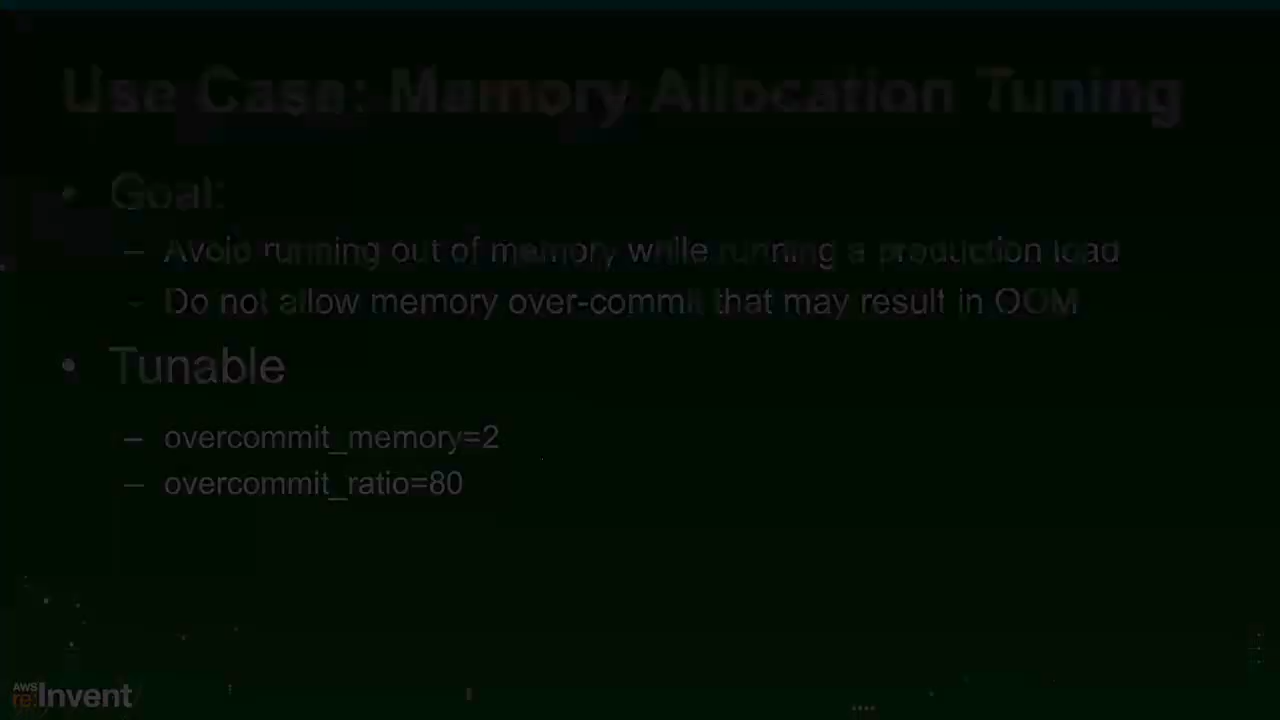 Use Case: Memory Allocation Tuning
• Goal:
– Avoid running out of memory while running a production load
– Do not allow memory over-commit that may result in OOM
• Tunable
– overcommit_memory=2
– overcommit_ratio=80
AWS
re:Invent